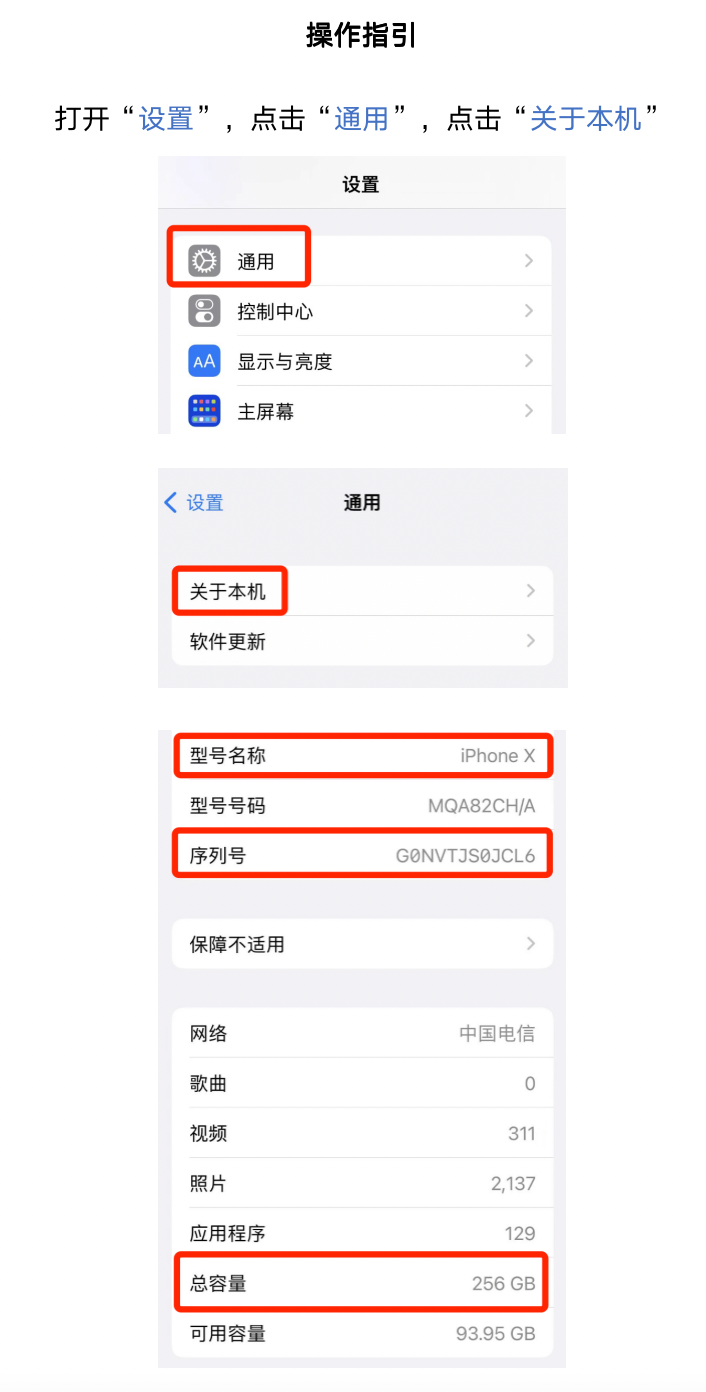 操作指引
打开“设置”，点击“通用”，点击“关于本机”
设置
通用
控制中心
AA 显示与亮度
主屏幕
设置 通用
关于本机
软件更新
型号名称 iPhone X
型号号码 MQA82CH/A
序列号 G0NVTJS0JCL6
保障不适用
网络 中国电信
歌曲 0
视频 311
照片 2,137
应用程序 129
总容量 256 GB
可用容量 93.95 GB